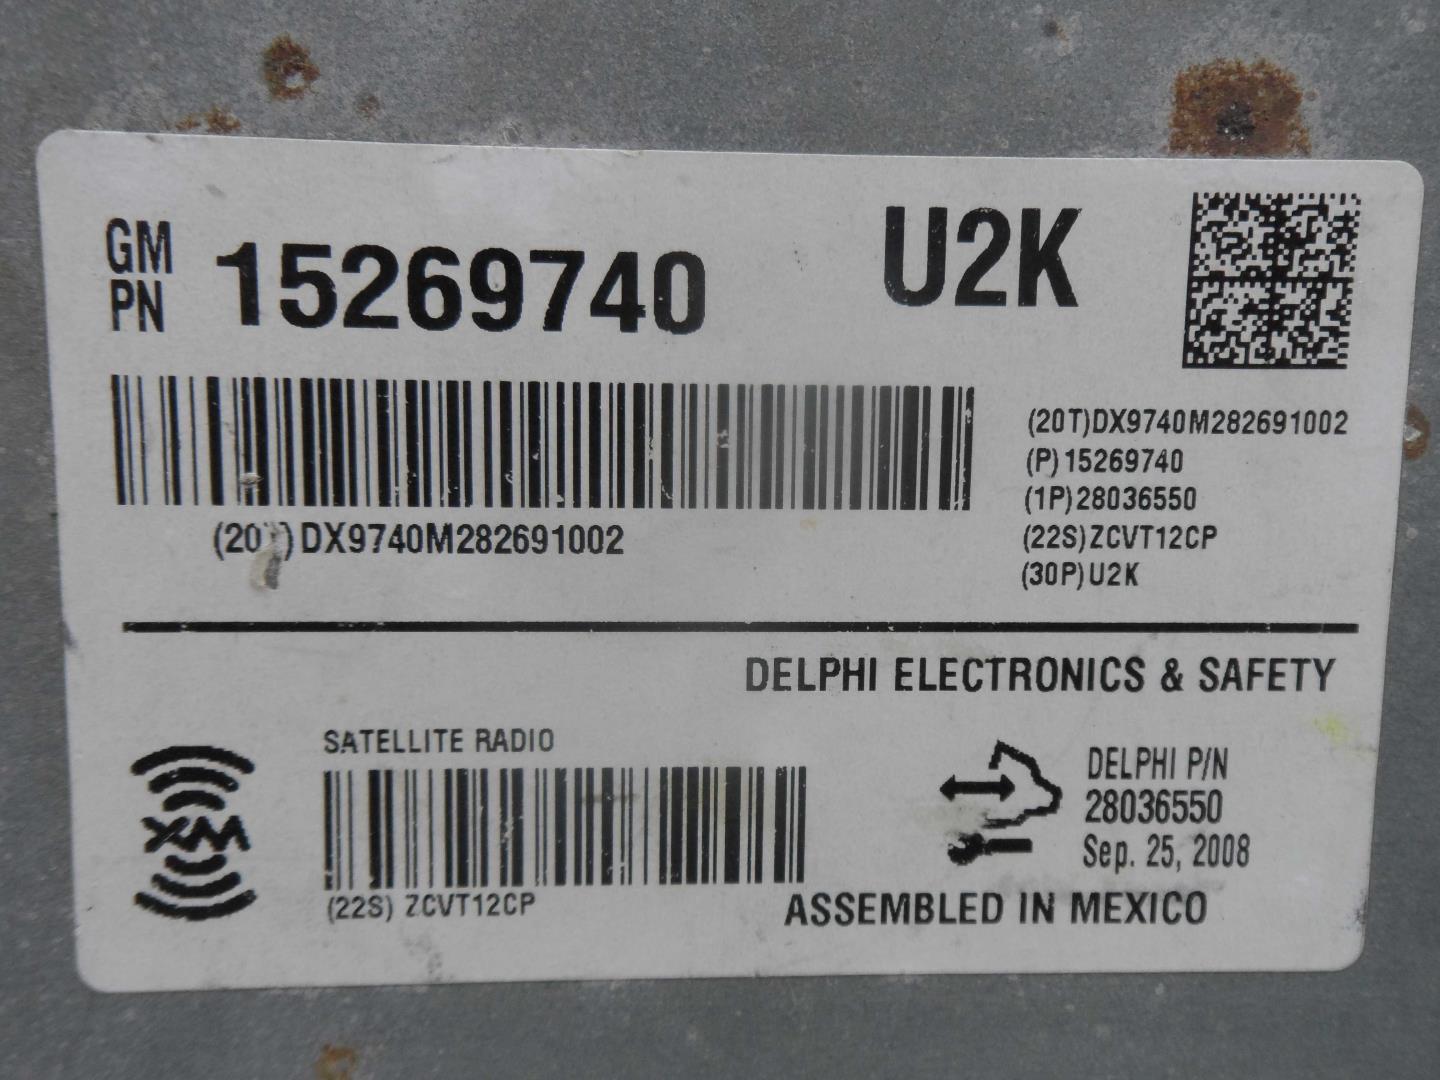 GM
PN 15269740 U2K
(20T)DX9740M282691002
(P)15269740
(1P)28036550
(22S)ZCVT12CP
(30P)U2K
(20T)DX9740M282691002
DELPHI ELECTRONICS & SAFETY
SATELLITE RADIO
XM
(22S) ZCVT12CP
DELPHI P/N
28036550
Sep. 25, 2008
ASSEMBLED IN MEXICO